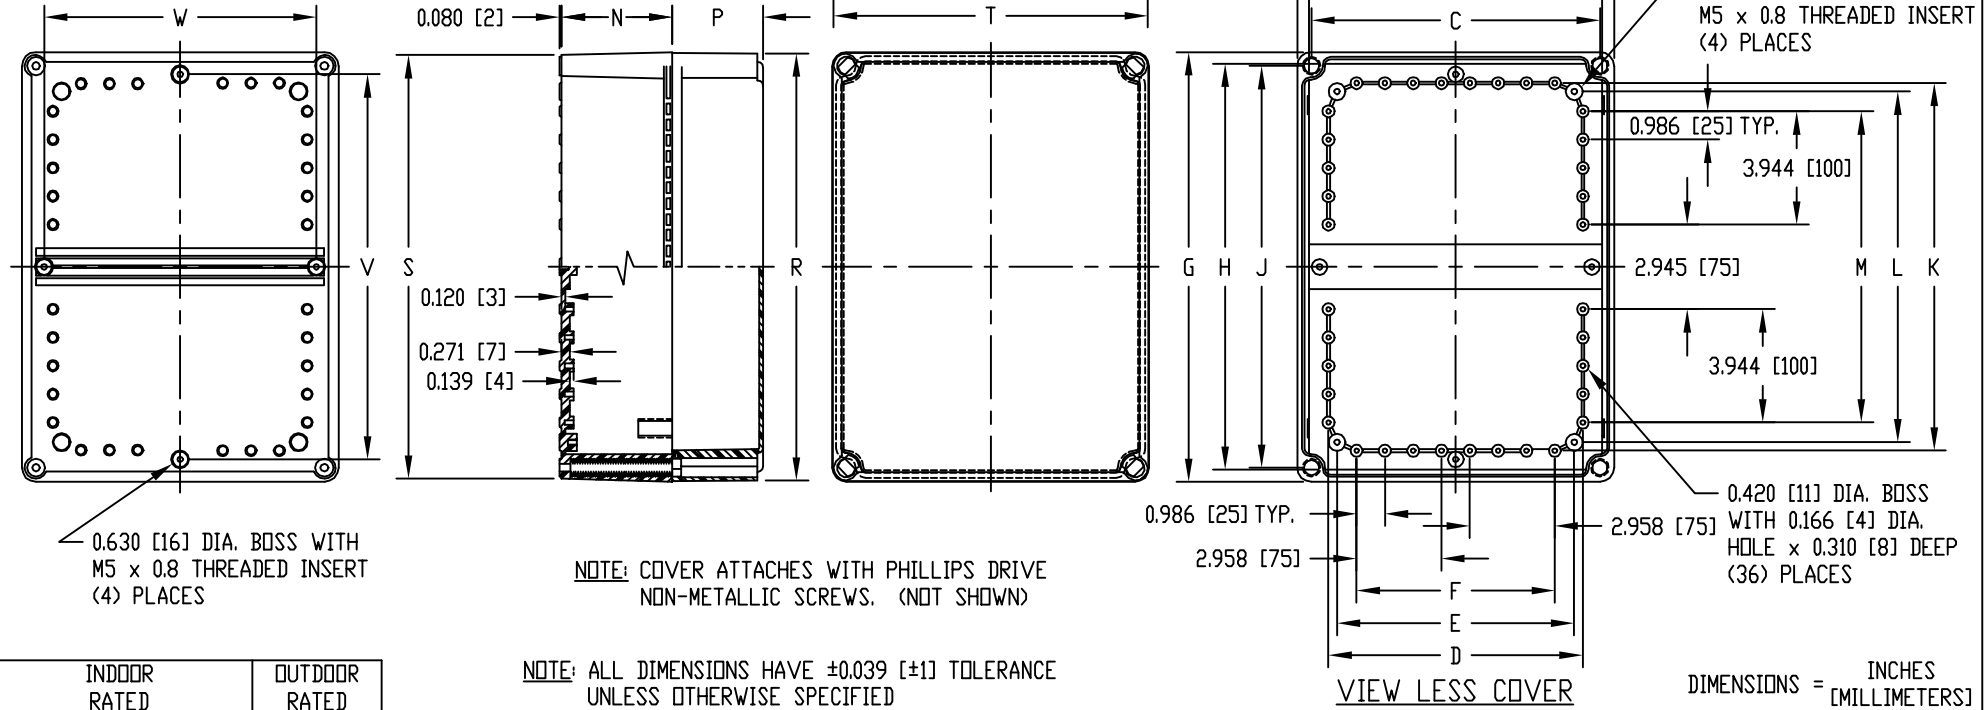 W
0.080 [2]
N
P
T
C
M5 x 0.8 THREADED INSERT
(4) PLACES
0.986 [25] TYP.
3.944 [100]
V
S
R
G
H
J
2.945 [75]
M
L
K
0.120 [3]
0.271 [7]
0.139 [4]
3.944 [100]
0.630 [16] DIA. BOSS WITH
M5 x 0.8 THREADED INSERT
(4) PLACES
NOTE: COVER ATTACHES WITH PHILLIPS DRIVE
NON-METALLIC SCREWS. (NOT SHOWN)
0.986 [25] TYP.
2.958 [75]
2.958 [75]
0.420 [11] DIA. BOSS
WITH 0.166 [4] DIA.
HOLE x 0.310 [8] DEEP
(36) PLACES
F
E
D
INDOOR
RATED
OUTDOOR
RATED
NOTE: ALL DIMENSIONS HAVE ±0.039 [±1] TOLERANCE
UNLESS OTHERWISE SPECIFIED
VIEW LESS COVER
DIMENSIONS = INCHES
[MILLIMETERS]